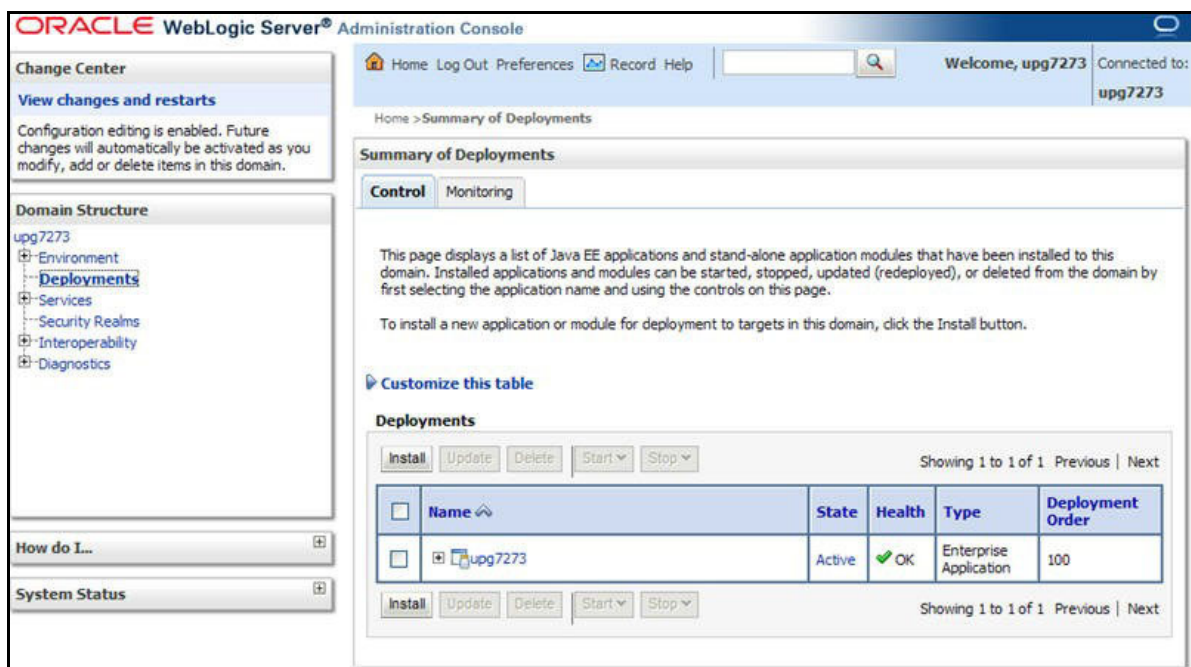 ORACLE WebLogic Server® Administration Console
Change Center
View changes and restarts
Configuration editing is enabled. Future
changes will automatically be activated as you
modify, add or delete items in this domain.
Domain Structure
upg7273
Environment
Deployments
Services
Security Realms
Interoperability
Diagnostics
How do I...
System Status
Home Log Out Preferences Record Help
Welcome, upg7273
Connected to:
upg7273
Home >Summary of Deployments
Summary of Deployments
Control Monitoring
This page displays a list of Java EE applications and stand-alone application modules that have been installed to this
domain. Installed applications and modules can be started, stopped, updated (redeployed), or deleted from the domain by
first selecting the application name and using the controls on this page.
To install a new application or module for deployment to targets in this domain, click the Install button.
Customize this table
Deployments
Install Update Delete Start Stop Showing 1 to 1 of 1 Previous | Next
Name State Health Type Deployment Order
upg7273 Active OK Enterprise Application 100
Install Update Delete Start Stop Showing 1 to 1 of 1 Previous | Next